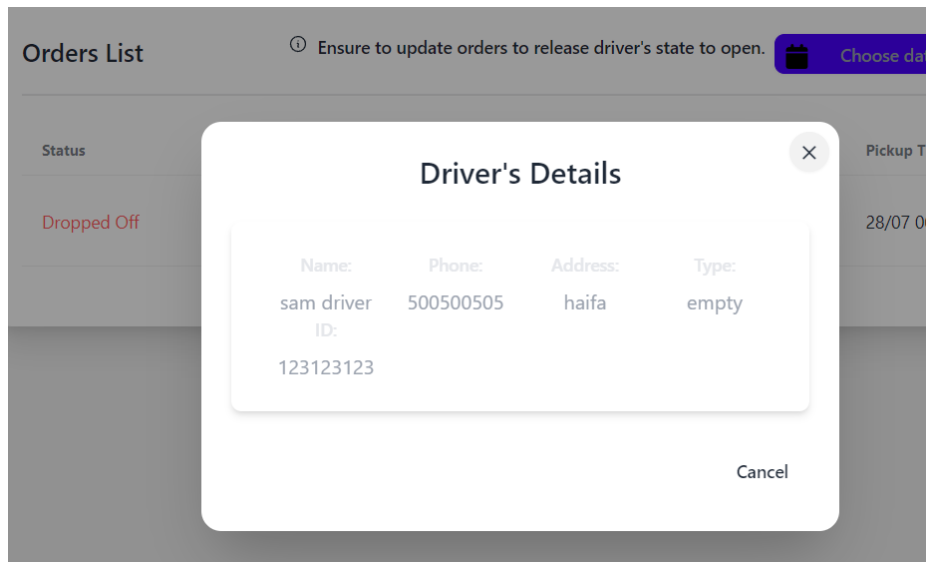 Orders List
Ensure to update orders to release driver's state to open.
Choose dat
Status
Pickup T
Driver's Details
Dropped Off
28/07 0
Name: Phone: Address: Type:
sam driver 500500505 haifa empty
ID:
123123123
Cancel